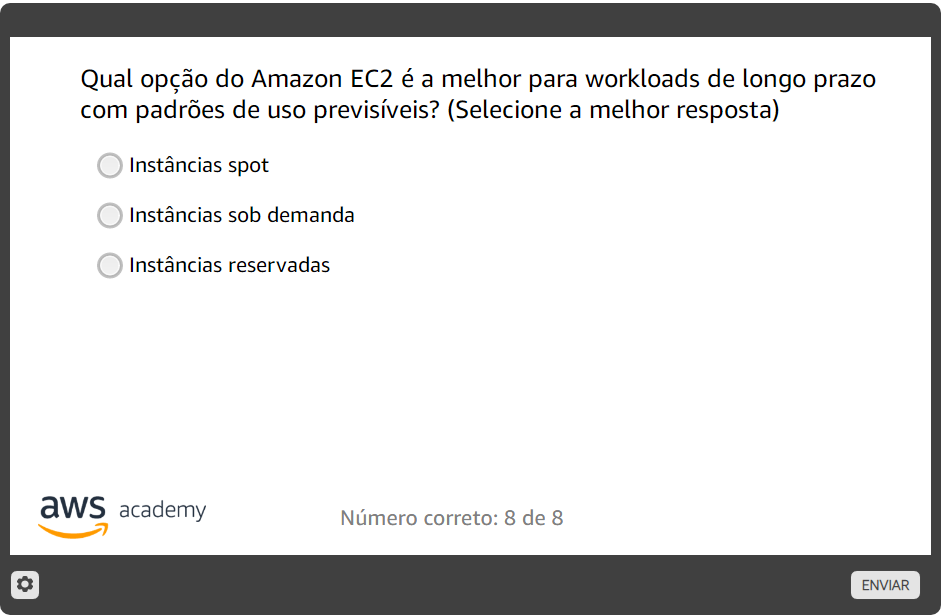 Qual opção do Amazon EC2 é a melhor para workloads de longo prazo
com padrões de uso previsíveis? (Selecione a melhor resposta)
Instâncias spot
Instâncias sob demanda
Instâncias reservadas
aws academy
Número correto: 8 de 8
ENVIAR